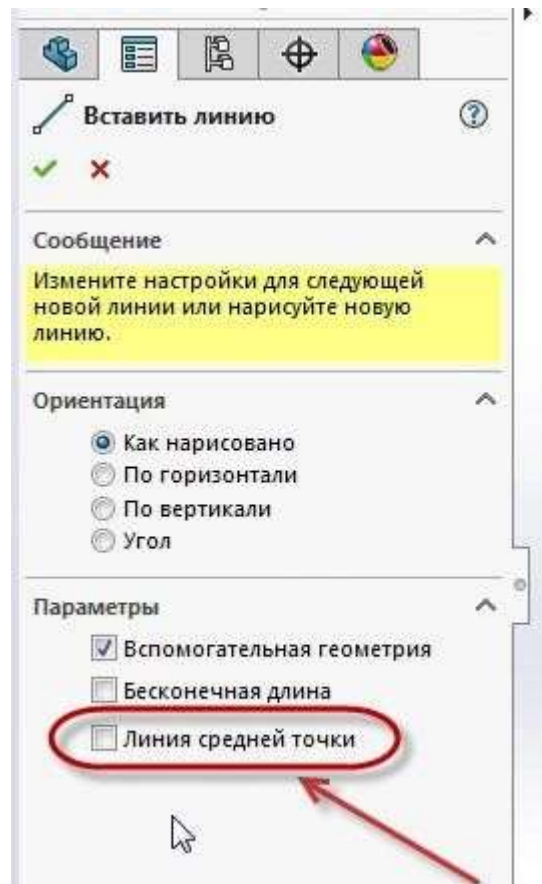 Вставить линию
Сообщение
Измените настройки для следующей
новой линии или нарисуйте новую
линию.
Ориентация
Как нарисовано
По горизонтали
По вертикали
Угол
Параметры
Вспомогательная геометрия
Бесконечная длина
Линия средней точки